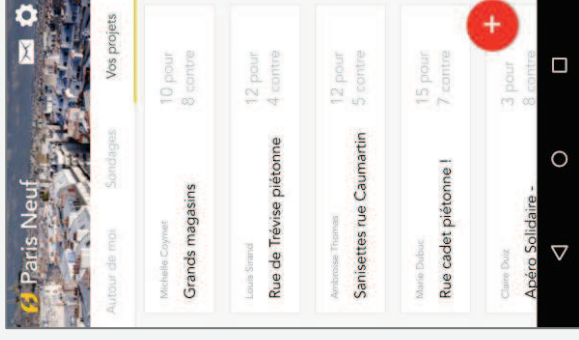 Paris Neuf
Autour de moi Sondages Vos projets
Michelle Coymet
Grands magasins
10 pour
8 contre
Louis Sirand
Rue de Trévise piétonne
12 pour
4 contre
Ambroise Thomas
Sanisettes rue Caumartin
12 pour
5 contre
Marie Dubuc
Rue cadet piétonne !
15 pour
7 contre
Claire Duiz
Apéro Solidaire -
3 pour
8 contre